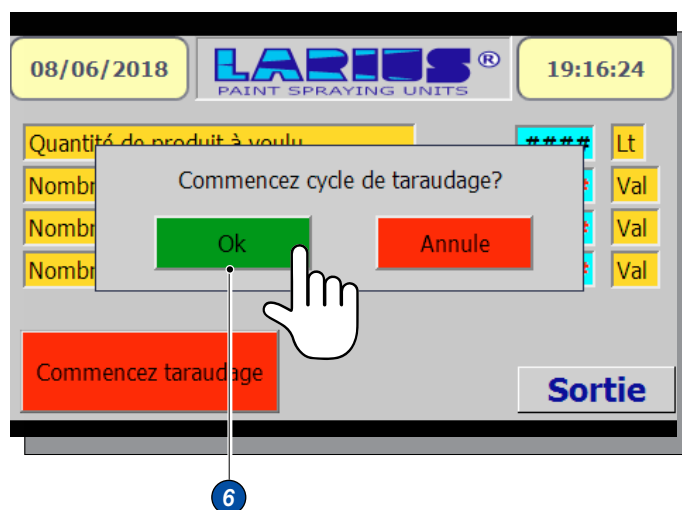 08/06/2018
LARIUS®
PAINT SPRAYING UNITS
19:16:24
Quantité de produit à voulu
#### Lt
Commencez cycle de taraudage?
Nombr
Val
Nombr
Val
Nombr
Val
Ok
Annule
Commencez taraudage
Sortie
6